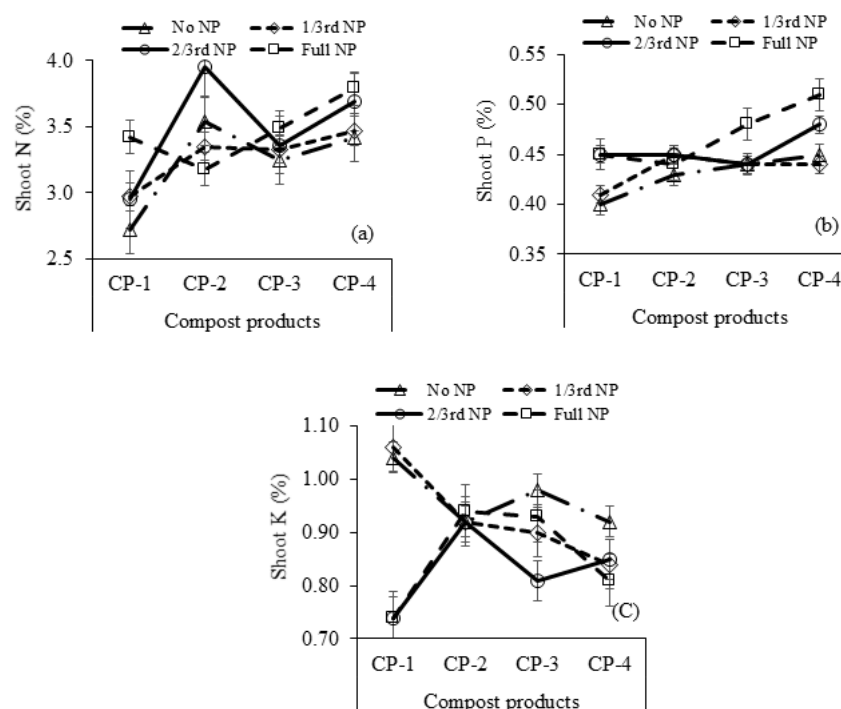 No NP 1/3rd NP
2/3rd NP Full NP
4.0
3.5
3.0
2.5
Shoot N (%)
(a)
CP-1 CP-2 CP-3 CP-4
Compost products
No NP 1/3rd NP
2/3rd NP Full NP
0.55
0.50
0.45
0.40
0.35
Shoot P (%)
(b)
CP-1 CP-2 CP-3 CP-4
Compost products
No NP 1/3rd NP
2/3rd NP Full NP
1.10
1.00
0.90
0.80
0.70
Shoot K (%)
(C)
CP-1 CP-2 CP-3 CP-4
Compost products